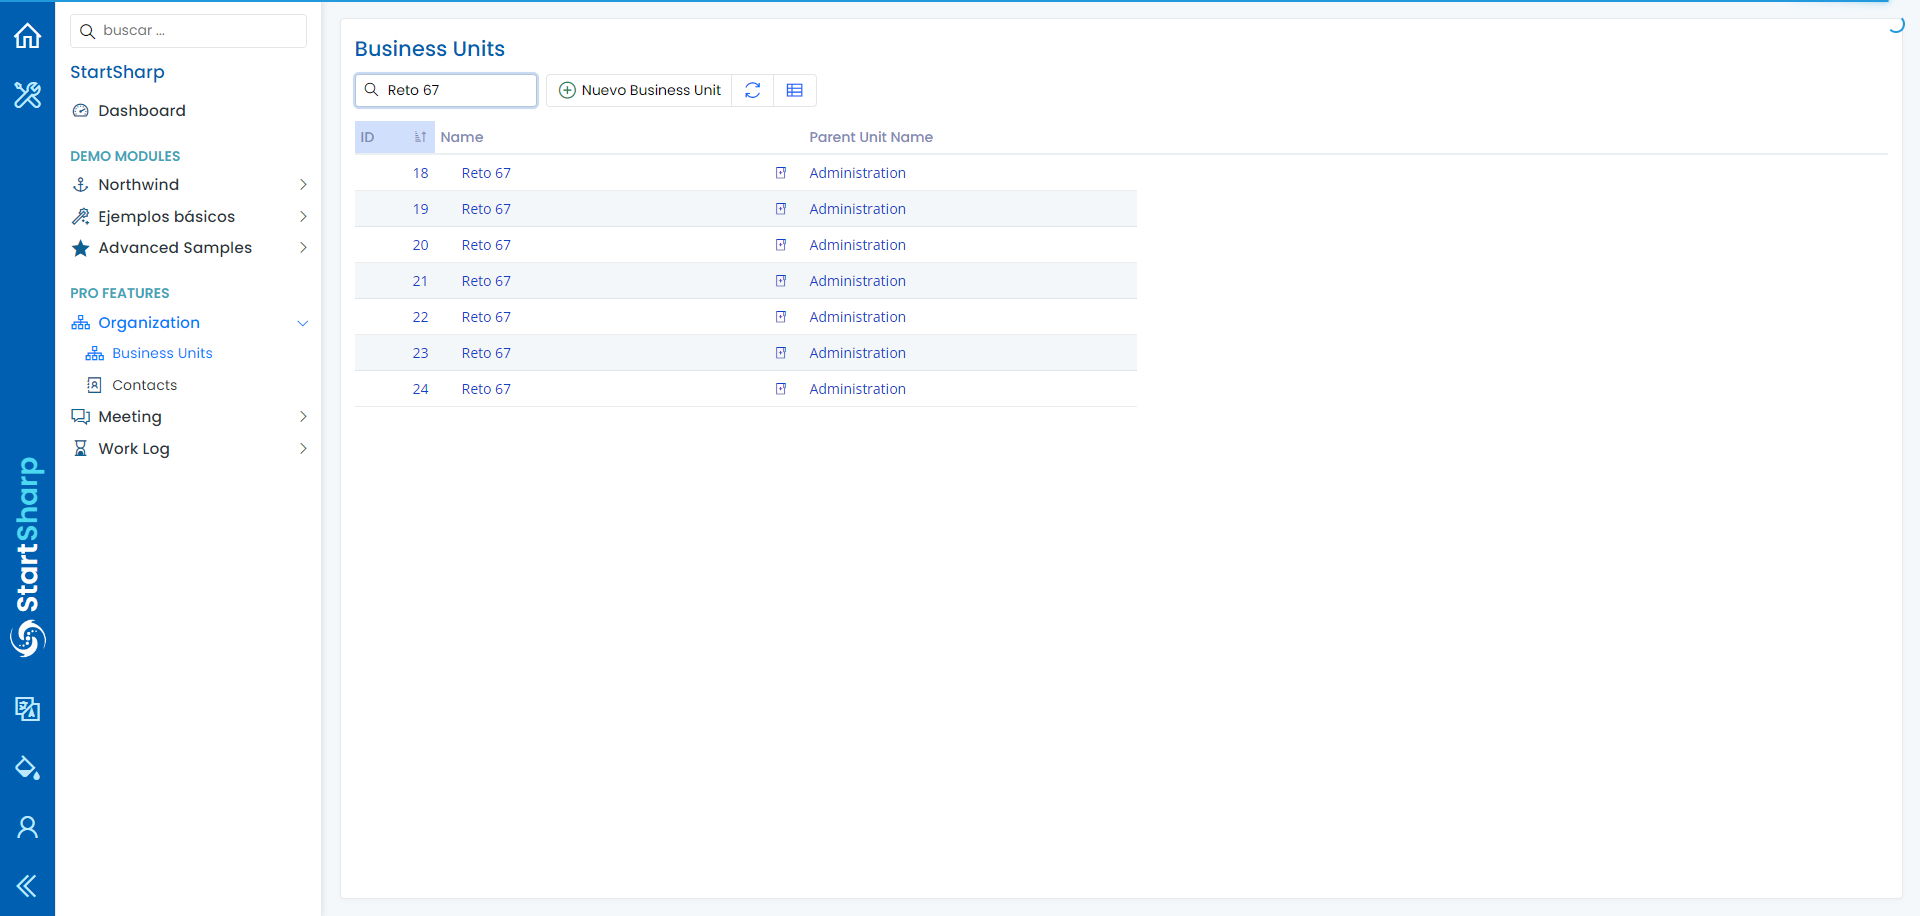 buscar ...
StartSharp
Dashboard
DEMO MODULES
Northwind
Ejemplos básicos
Advanced Samples
PRO FEATURES
Organization
Business Units
Contacts
Meeting
Work Log
StartSharp
Business Units
Reto 67
Nuevo Business Unit
ID Name Parent Unit Name
18 Reto 67 Administration
19 Reto 67 Administration
20 Reto 67 Administration
21 Reto 67 Administration
22 Reto 67 Administration
23 Reto 67 Administration
24 Reto 67 Administration